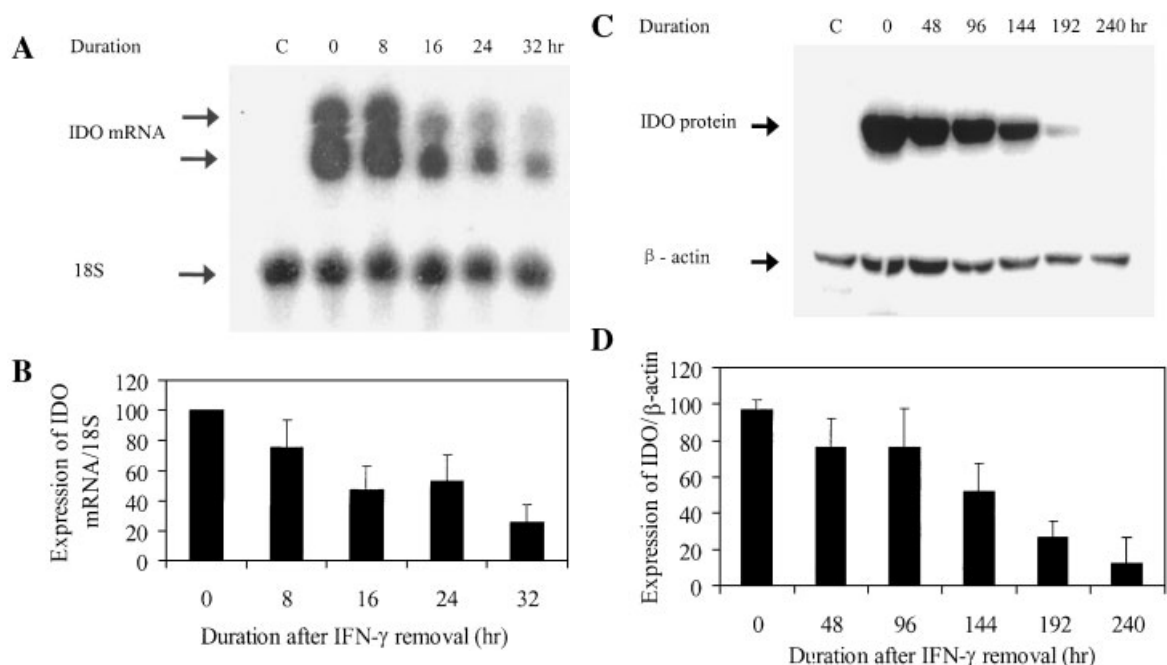 A
Duration C 0 8 16 24 32 hr
IDO mRNA
18S
B
Expression of IDO
mRNA/18S
120
100
80
60
40
20
0
0 8 16 24 32
Duration after IFN-γ removal (hr)
C
Duration C 0 48 96 144 192 240 hr
IDO protein
β - actin
D
Expression of IDO/β-actin
120
100
80
60
40
20
0
0 48 96 144 192 240
Duration after IFN-γ removal (hr)